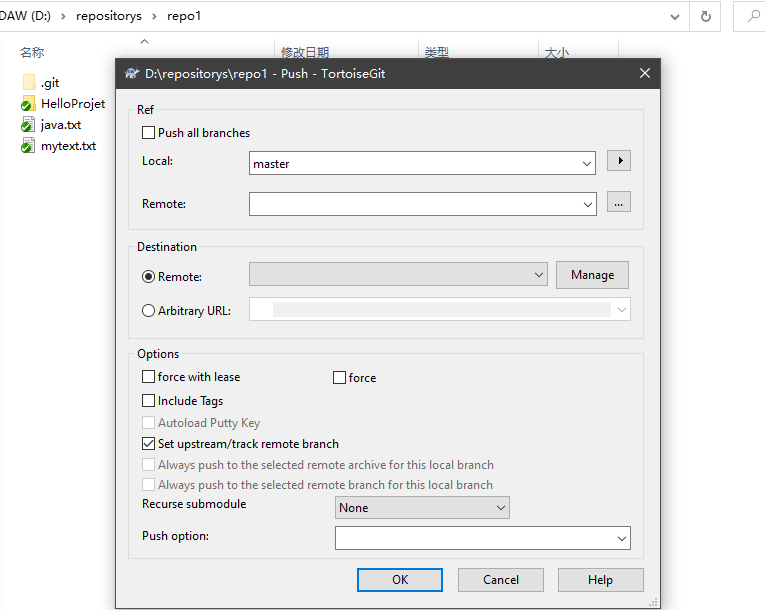 DAW (D:) > repositorys > repo1
名称 修改日期 类型 大小
.git
HelloProjet
java.txt
mytext.txt
D:\repositorys\repo1 - Push - TortoiseGit
Ref
Push all branches
Local: master
Remote: ...
Destination
Remote: Manage
Arbitrary URL:
Options
force with lease force
Include Tags
Autoload Putty Key
Set upstream/track remote branch
Always push to the selected remote archive for this local branch
Always push to the selected remote branch for this local branch
Recurse submodule None
Push option:
OK Cancel Help